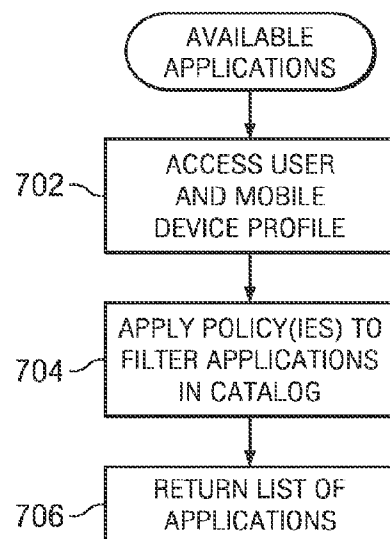 AVAILABLE
APPLICATIONS
702
ACCESS USER
AND MOBILE
DEVICE PROFILE
704
APPLY POLICY(IES) TO
FILTER APPLICATIONS
IN CATALOG
706
RETURN LIST OF
APPLICATIONS